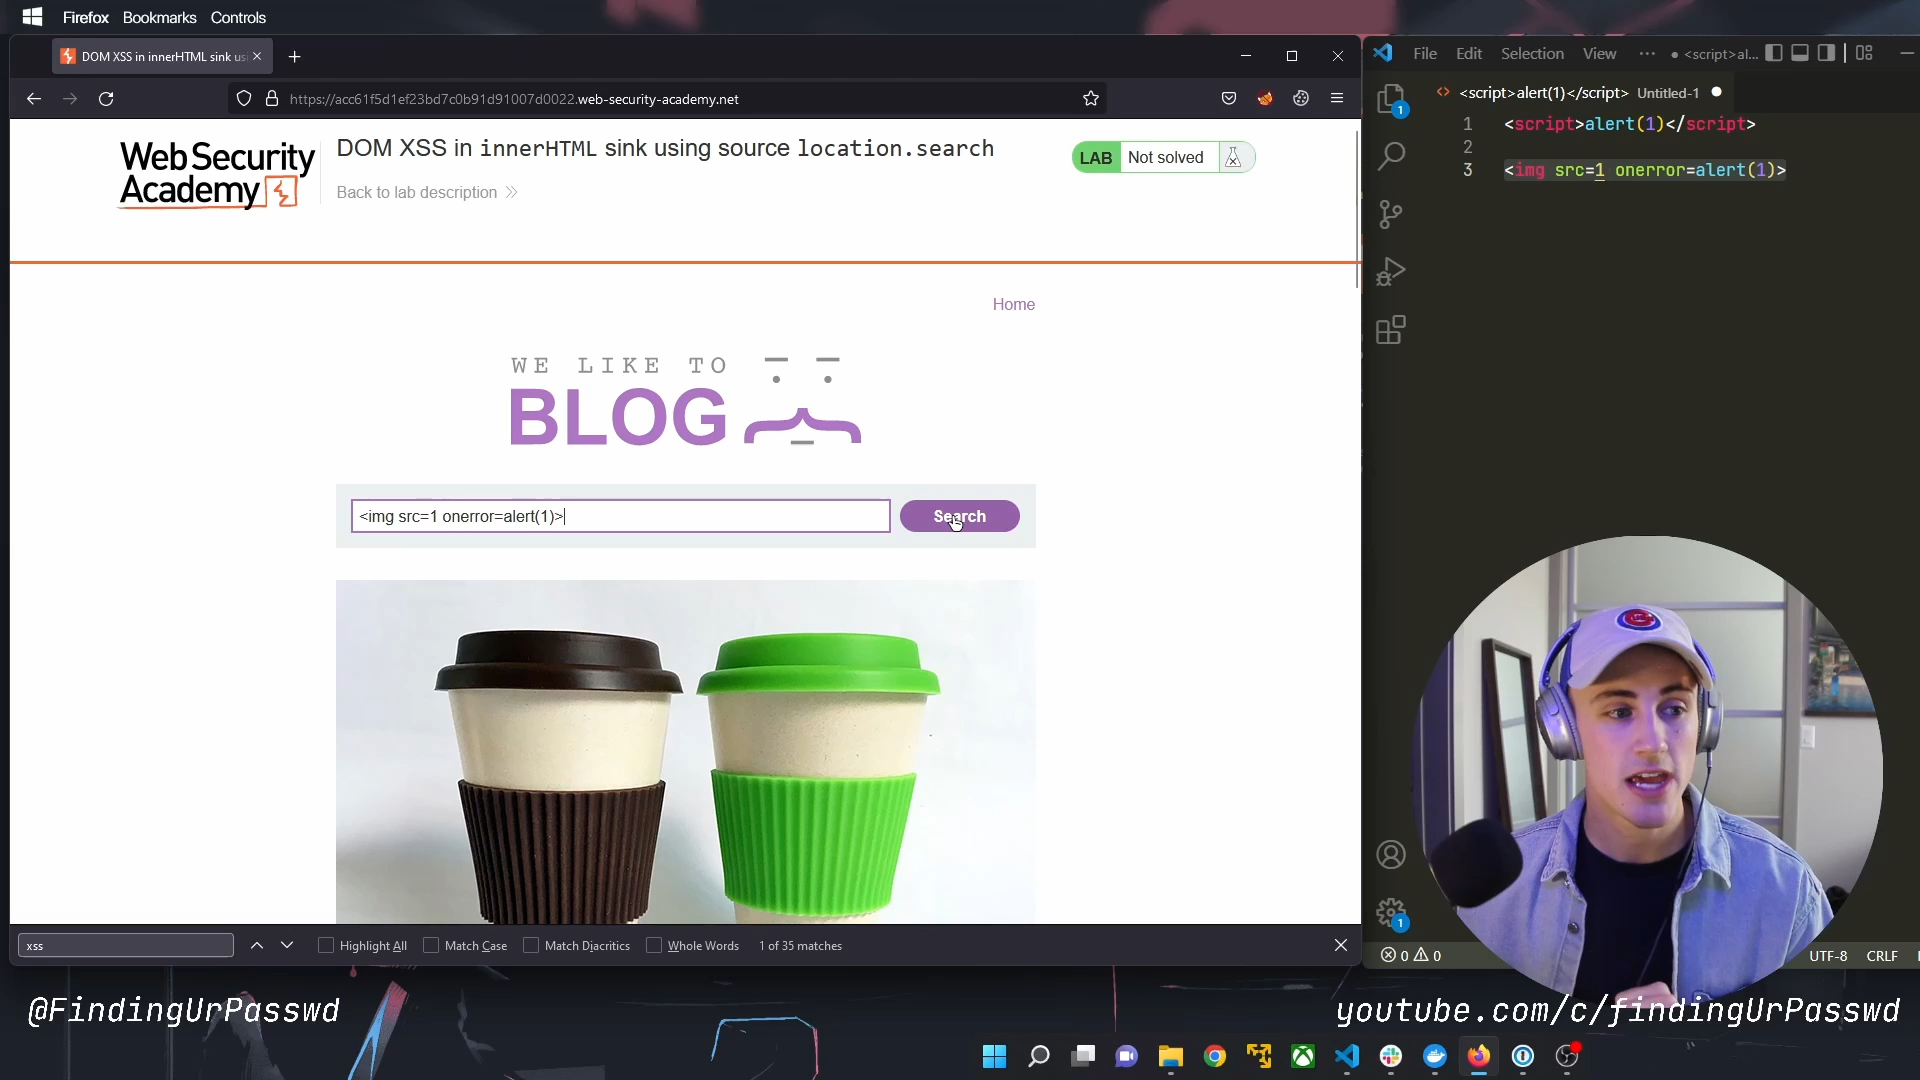 Firefox Bookmarks Controls
DOM XSS in innerHTML sink us
https://acc61f5d1ef23bd7c0b91d91007d0022.web-security-academy.net
Web Security
Academy
DOM XSS in innerHTML sink using source location.search
Back to lab description
LAB Not solved
Home
WE LIKE TO
BLOG
<img src=1 onerror=alert(1)>
Search
xss
Highlight All
Match Case
Match Diacritics
Whole Words
1 of 35 matches
File Edit Selection View ··· ● <script>al...
<script>alert(1)</script> Untitled-1
1 <script>alert(1)</script>
2
3 <img src=1 onerror=alert(1)>
1
1
0 0
UTF-8 CRLF
@FindingUrPasswd
youtube.com/c/findingUrPasswd